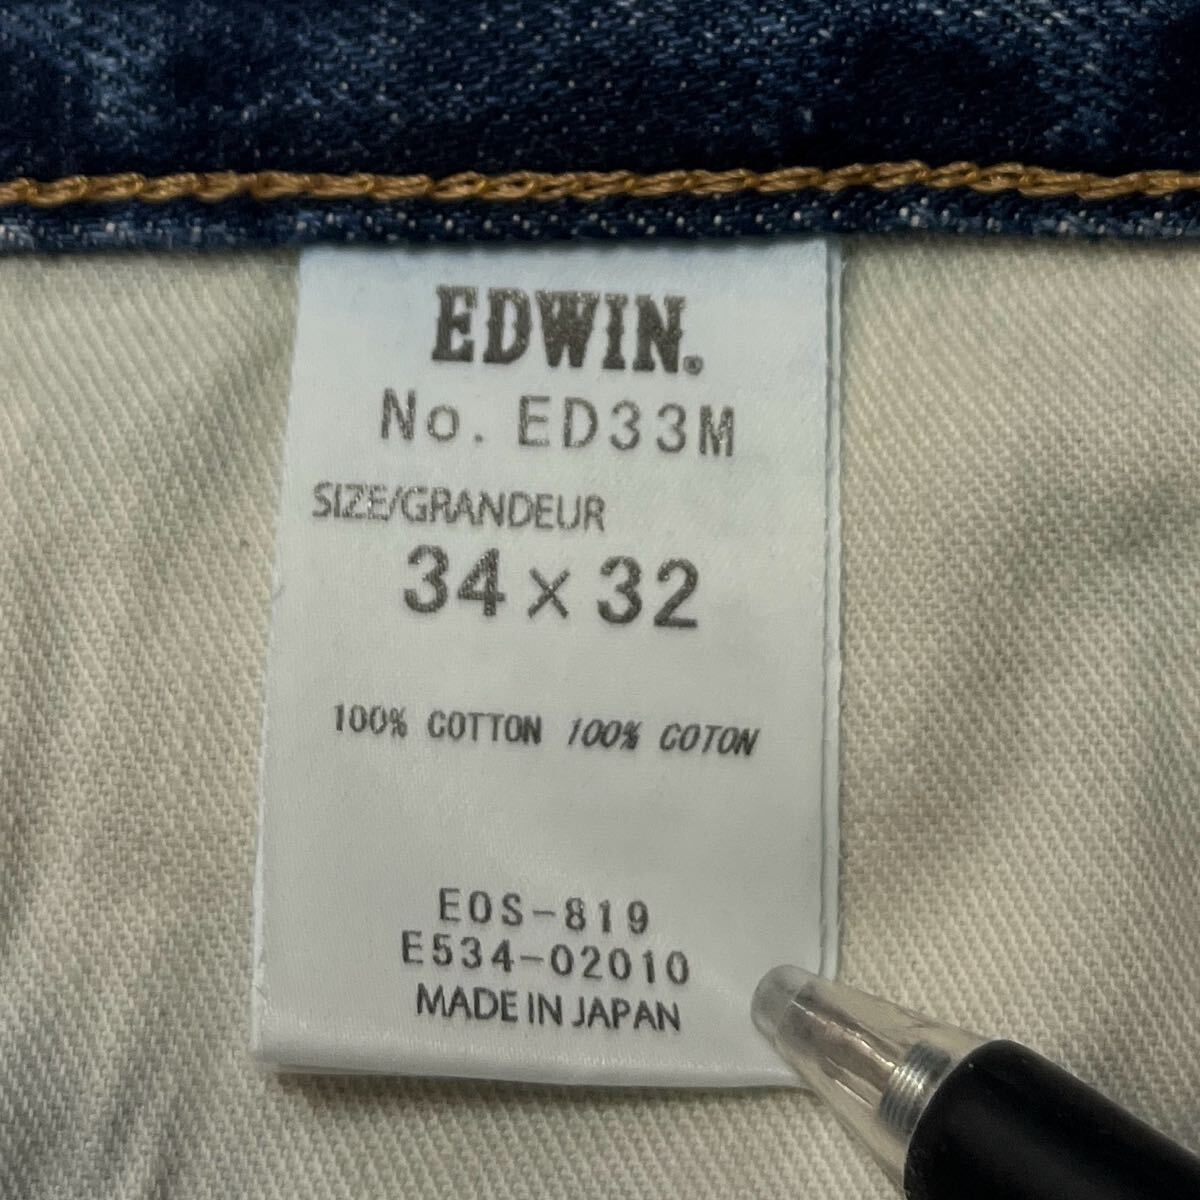 EDWIN®
No. ED33M
SIZE/GRANDEUR
34×32
100% COTTON 100% COTON
EOS-819
E534-02010
MADE IN JAPAN